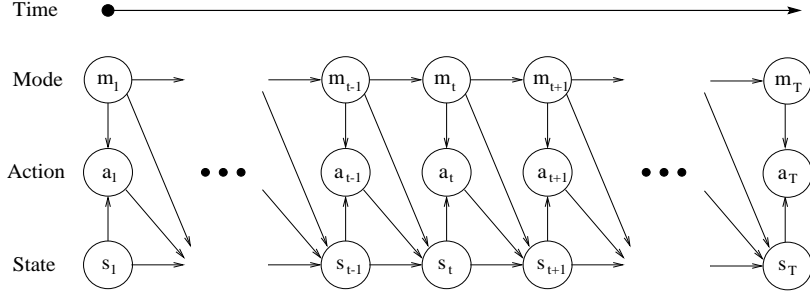 Time
Mode m1 mt-1 mt mt+1 mT
Action a1 ••• at-1 at at+1 ••• aT
State s1 st-1 st st+1 sT